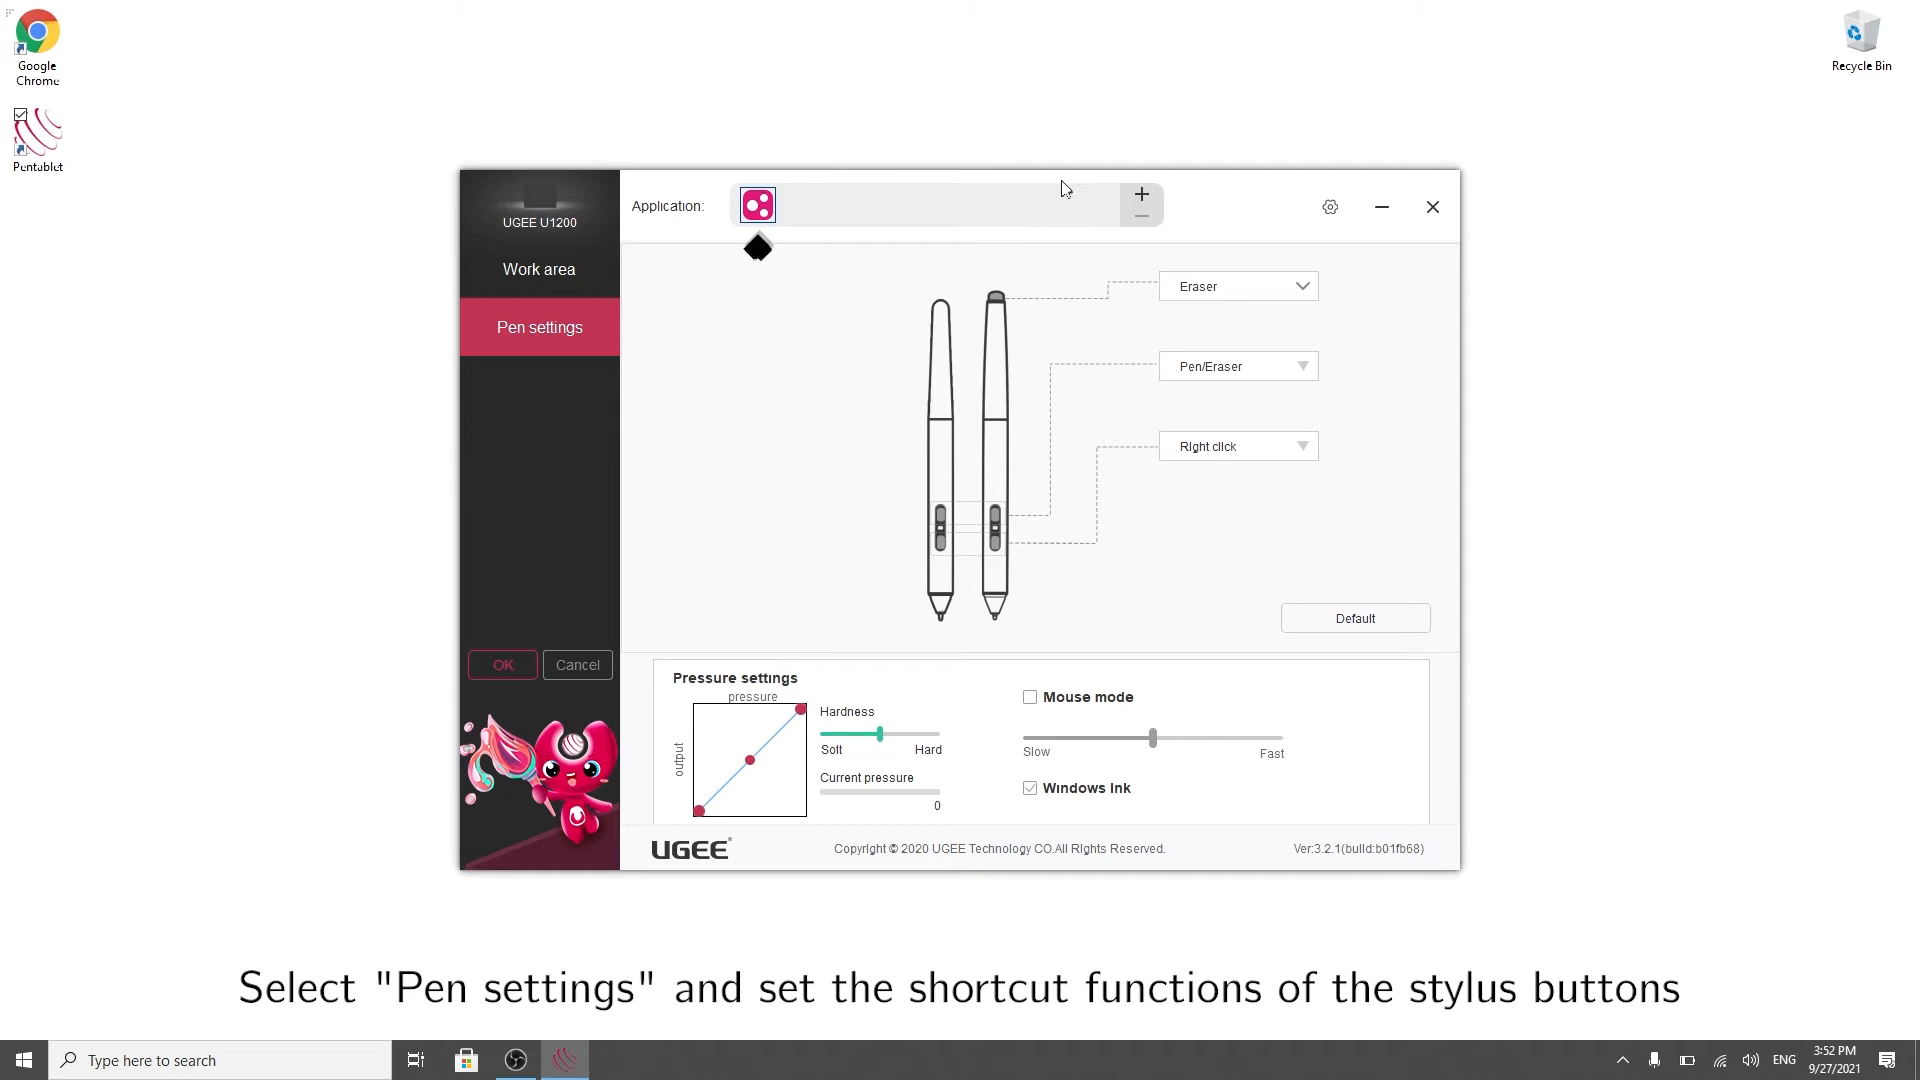 Google
Chrome
Pentablet
Recycle Bin
UGEE U1200
Work area
Pen settings
OK
Cancel
Application:
Eraser
Pen/Eraser
Right click
Default
Pressure settings
pressure
output
Hardness
Soft
Hard
Current pressure
0
Mouse mode
Slow
Fast
Windows Ink
UGEE
Copyright © 2020 UGEE Technology CO.All Rights Reserved.
Ver:3.2.1(build:b01fb68)
Select "Pen settings" and set the shortcut functions of the stylus buttons
Type here to search
ENG
3:52 PM
9/27/2021